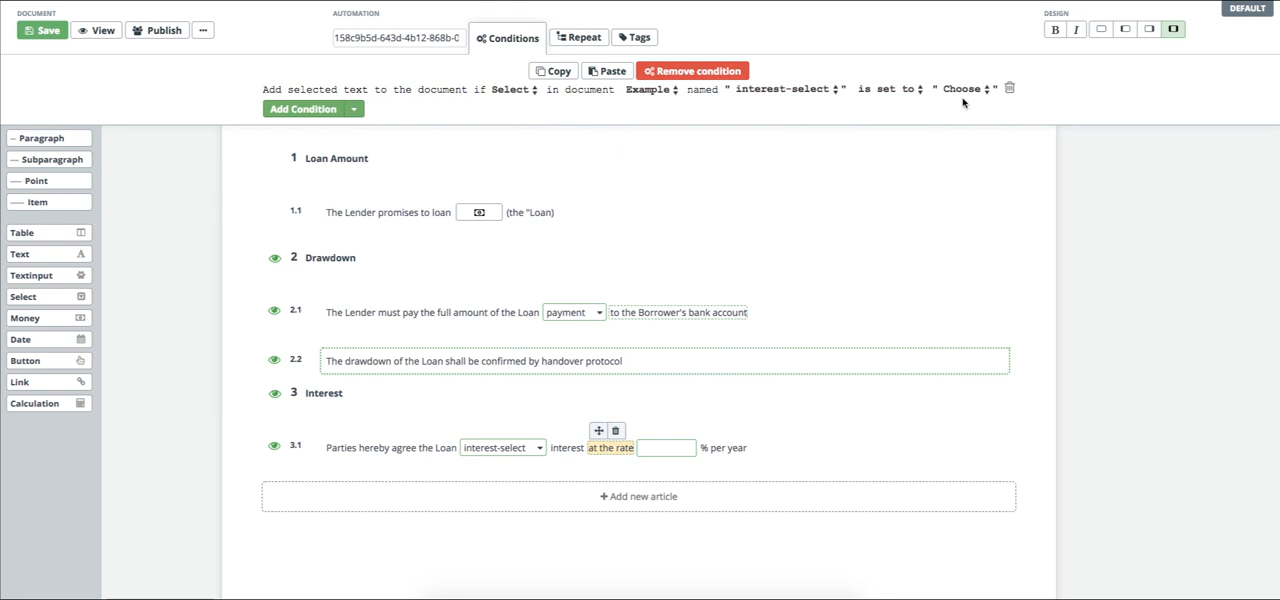 DOCUMENT
AUTOMATION
DESIGN
DEFAULT
Save
View
Publish
...
158c9b5d-643d-4b12-868b-0
Conditions
Repeat
Tags
B
I
Copy
Paste
Remove condition
Add selected text to the document if Select in document Example named " interest-select " is set to " Choose "
Add Condition
Paragraph
Subparagraph
Point
Item
Table
Text
Textinput
Select
Money
Date
Button
Link
Calculation
1 Loan Amount
1.1 The Lender promises to loan (the "Loan)
2 Drawdown
2.1 The Lender must pay the full amount of the Loan payment to the Borrower's bank account
2.2 The drawdown of the Loan shall be confirmed by handover protocol
3 Interest
3.1 Parties hereby agree the Loan interest-select interest at the rate % per year
+ Add new article